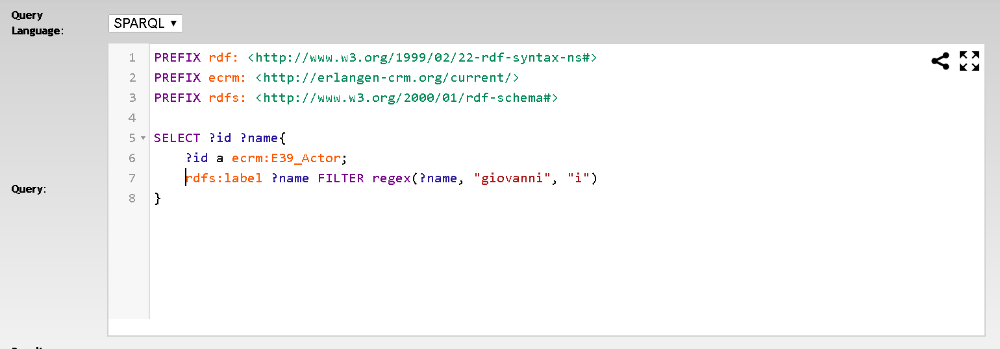 Query
Language:
SPARQL ▼
1 PREFIX rdf: <http://www.w3.org/1999/02/22-rdf-syntax-ns#>
2 PREFIX ecrm: <http://erlangen-crm.org/current/>
3 PREFIX rdfs: <http://www.w3.org/2000/01/rdf-schema#>
4
5 SELECT ?id ?name{
6 ?id a ecrm:E39_Actor;
7 rdfs:label ?name FILTER regex(?name, "giovanni", "i")
Query:
8 }